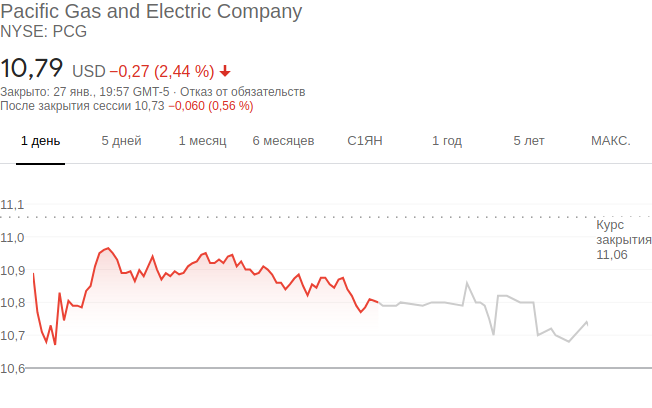 Pacific Gas and Electric Company
NYSE: PCG
10,79 USD −0,27 (2,44 %)
Закрыто: 27 янв., 19:57 GMT-5 · Отказ от обязательств
После закрытия сессии 10,73 −0,060 (0,56 %)
1 день 5 дней 1 месяц 6 месяцев С1ЯН 1 год 5 лет МАКС.
11,1
Курс
закрытия
11,06
11,0
10,9
10,8
10,7
10,6